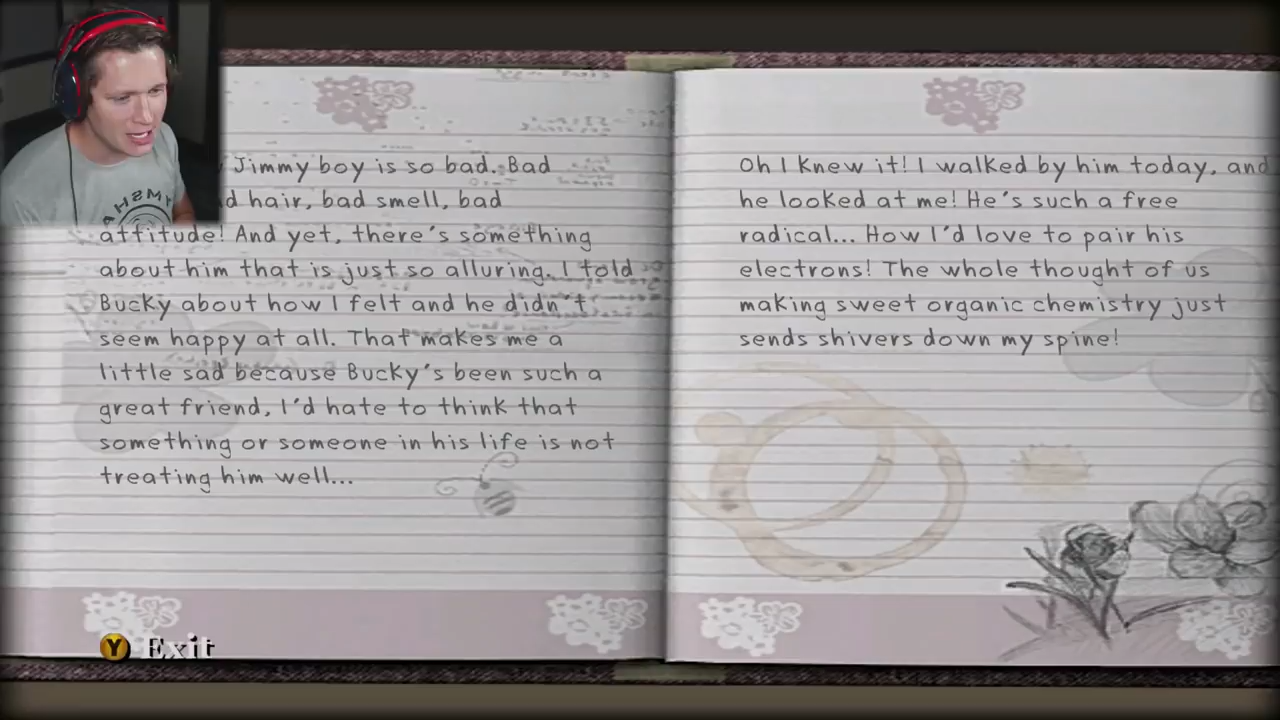 Jimmy boy is so bad. Bad
hair, bad smell, bad
attitude! And yet, there's something
about him that is just so alluring. I told
Bucky about how I felt and he didn't
seem happy at all. That makes me a
little sad because Bucky's been such a
great friend, I'd hate to think that
something or someone in his life is not
treating him well...
Oh I knew it! I walked by him today, and
he looked at me! He's such a free
radical... How I'd love to pair his
electrons! The whole thought of us
making sweet organic chemistry just
sends shivers down my spine!
Y Exit